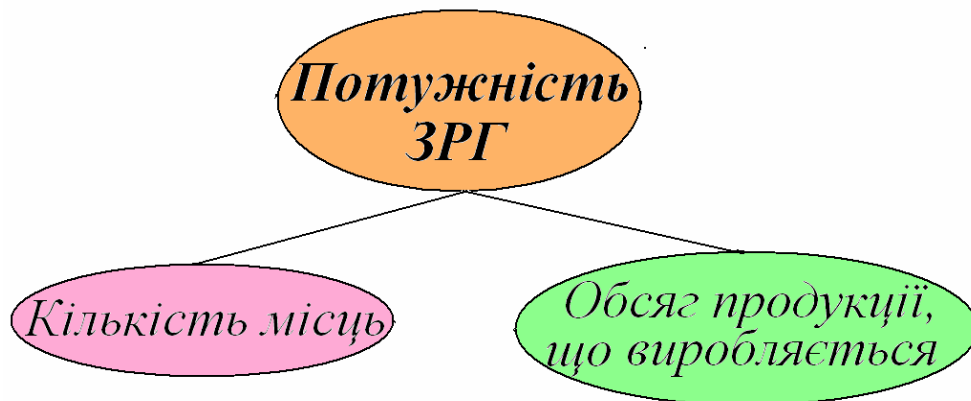 Потужність
ЗРГ
Кількість місць
Обсяг продукції,
що виробляється